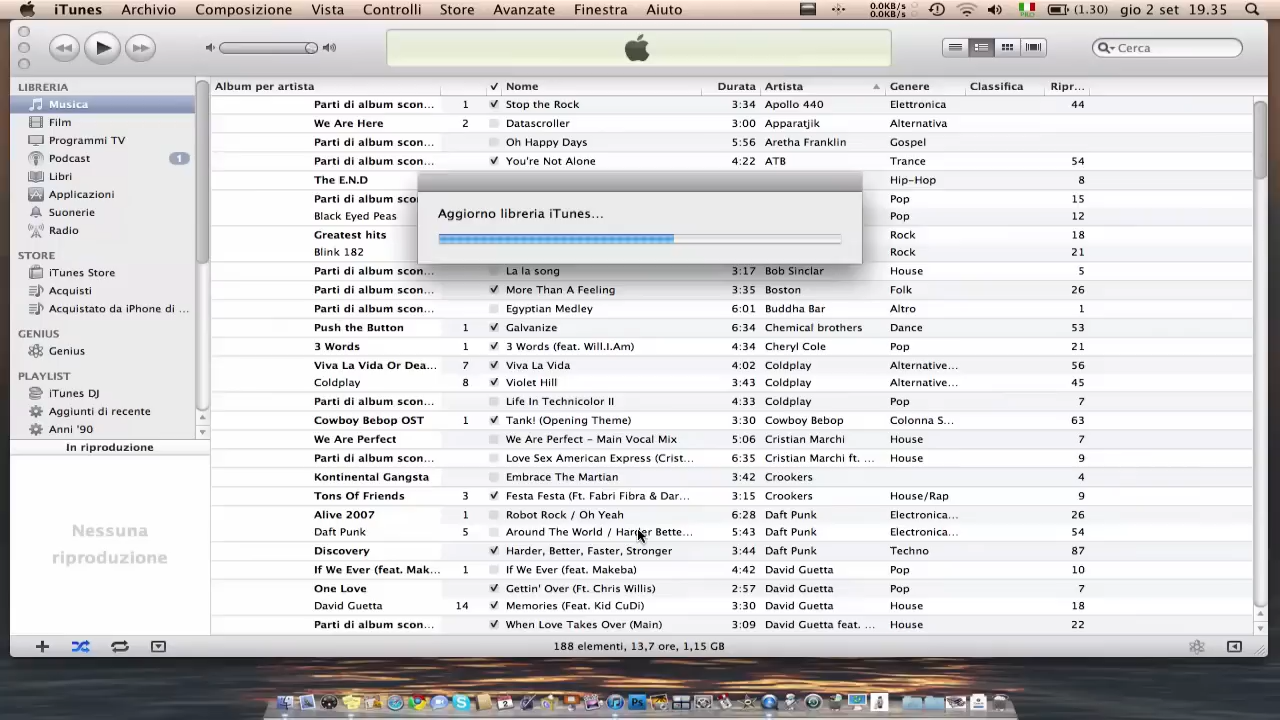 iTunes Archivio Composizione Vista Controlli Store Avanzate Finestra Aiuto 0.0KB/s 0.0KB/s (1.30) gio 2 set 19.35
Cerca
LIBRERIA
Musica
Film
Programmi TV
Podcast 1
Libri
Applicazioni
Suonerie
Radio
STORE
iTunes Store
Acquisti
Acquistato da iPhone di ...
GENIUS
Genius
PLAYLIST
iTunes DJ
Aggiunti di recente
Anni '90
In riproduzione
Nessuna
riproduzione
Album per artista Nome Durata Artista Genere Classifica Ripr...
Parti di album scon... 1 Stop the Rock 3:34 Apollo 440 Elettronica 44
We Are Here 2 Datascroller 3:00 Apparatjik Alternativa
Parti di album scon... Oh Happy Days 5:56 Aretha Franklin Gospel
Parti di album scon... You're Not Alone 4:22 ATB Trance 54
The E.N.D Hip-Hop 8
Parti di album scon Pop 15
Black Eyed Peas Pop 12
Greatest hits Rock 18
Blink 182 Rock 21
Aggiorno libreria iTunes...
Parti di album scon... La la song 3:17 Bob Sinclar House 5
Parti di album scon... More Than A Feeling 3:35 Boston Folk 26
Parti di album scon... Egyptian Medley 6:01 Buddha Bar Altro 1
Push the Button 1 Galvanize 6:34 Chemical brothers Dance 53
3 Words 1 3 Words (feat. Will.I.Am) 4:34 Cheryl Cole Pop 21
Viva La Vida Or Dea... 7 Viva La Vida 4:02 Coldplay Alternative... 56
Coldplay 8 Violet Hill 3:43 Coldplay Alternative... 45
Parti di album scon... Life In Technicolor II 4:33 Coldplay Pop 7
Cowboy Bebop OST 1 Tank! (Opening Theme) 3:30 Cowboy Bebop Colonna S... 63
We Are Perfect We Are Perfect - Main Vocal Mix 5:06 Cristian Marchi House 7
Parti di album scon... Love Sex American Express (Crist... 6:35 Cristian Marchi ft. ... House 9
Kontinental Gangsta Embrace The Martian 3:42 Crookers 4
Tons Of Friends 3 Festa Festa (Ft. Fabri Fibra & Dar... 3:15 Crookers House/Rap 9
Alive 2007 1 Robot Rock / Oh Yeah 6:28 Daft Punk Electronica... 26
Daft Punk 5 Around The World / Harder Bette... 5:43 Daft Punk Electronica... 54
Discovery Harder, Better, Faster, Stronger 3:44 Daft Punk Techno 87
If We Ever (feat. Mak... 1 If We Ever (feat. Makeba) 4:42 David Guetta Pop 10
One Love Gettin' Over (Ft. Chris Willis) 2:57 David Guetta Pop 7
David Guetta 14 Memories (Feat. Kid CuDi) 3:30 David Guetta House 18
Parti di album scon... When Love Takes Over (Main) 3:09 David Guetta feat. ... House 22
188 elementi, 13,7 ore, 1,15 GB